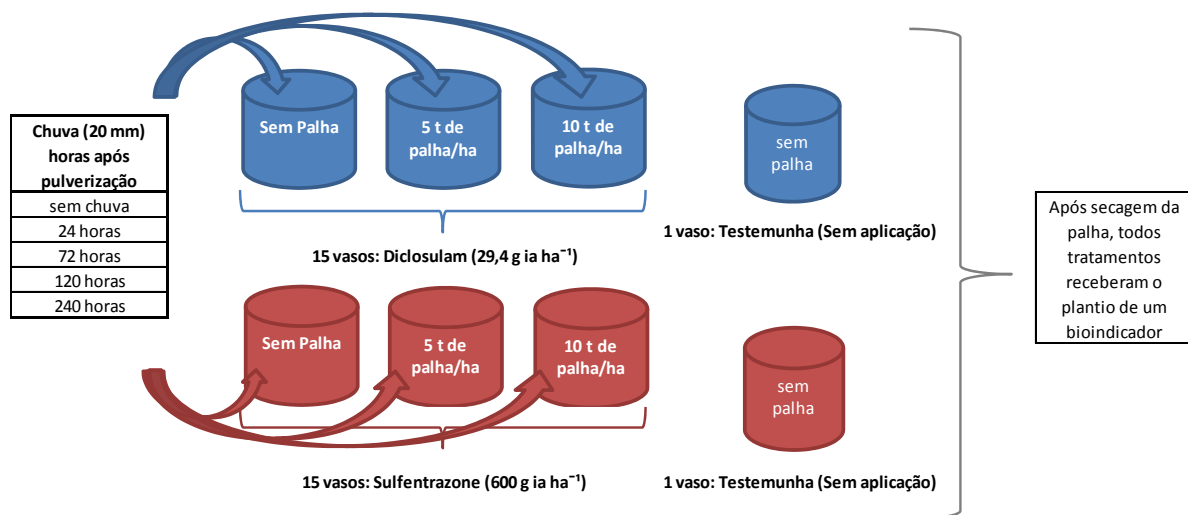 Chuva (20 mm)
horas após
pulverização
sem chuva
24 horas
72 horas
120 horas
240 horas
Sem Palha
5 t de
palha/ha
10 t de
palha/ha
sem
palha
15 vasos: Diclosulam (29,4 g ia ha⁻¹)
1 vaso: Testemunha (Sem aplicação)
Sem Palha
5 t de
palha/ha
10 t de
palha/ha
sem
palha
15 vasos: Sulfentrazone (600 g ia ha⁻¹)
1 vaso: Testemunha (Sem aplicação)
Após secagem da
palha, todos
tratamentos
receberam o
plantio de um
bioindicador